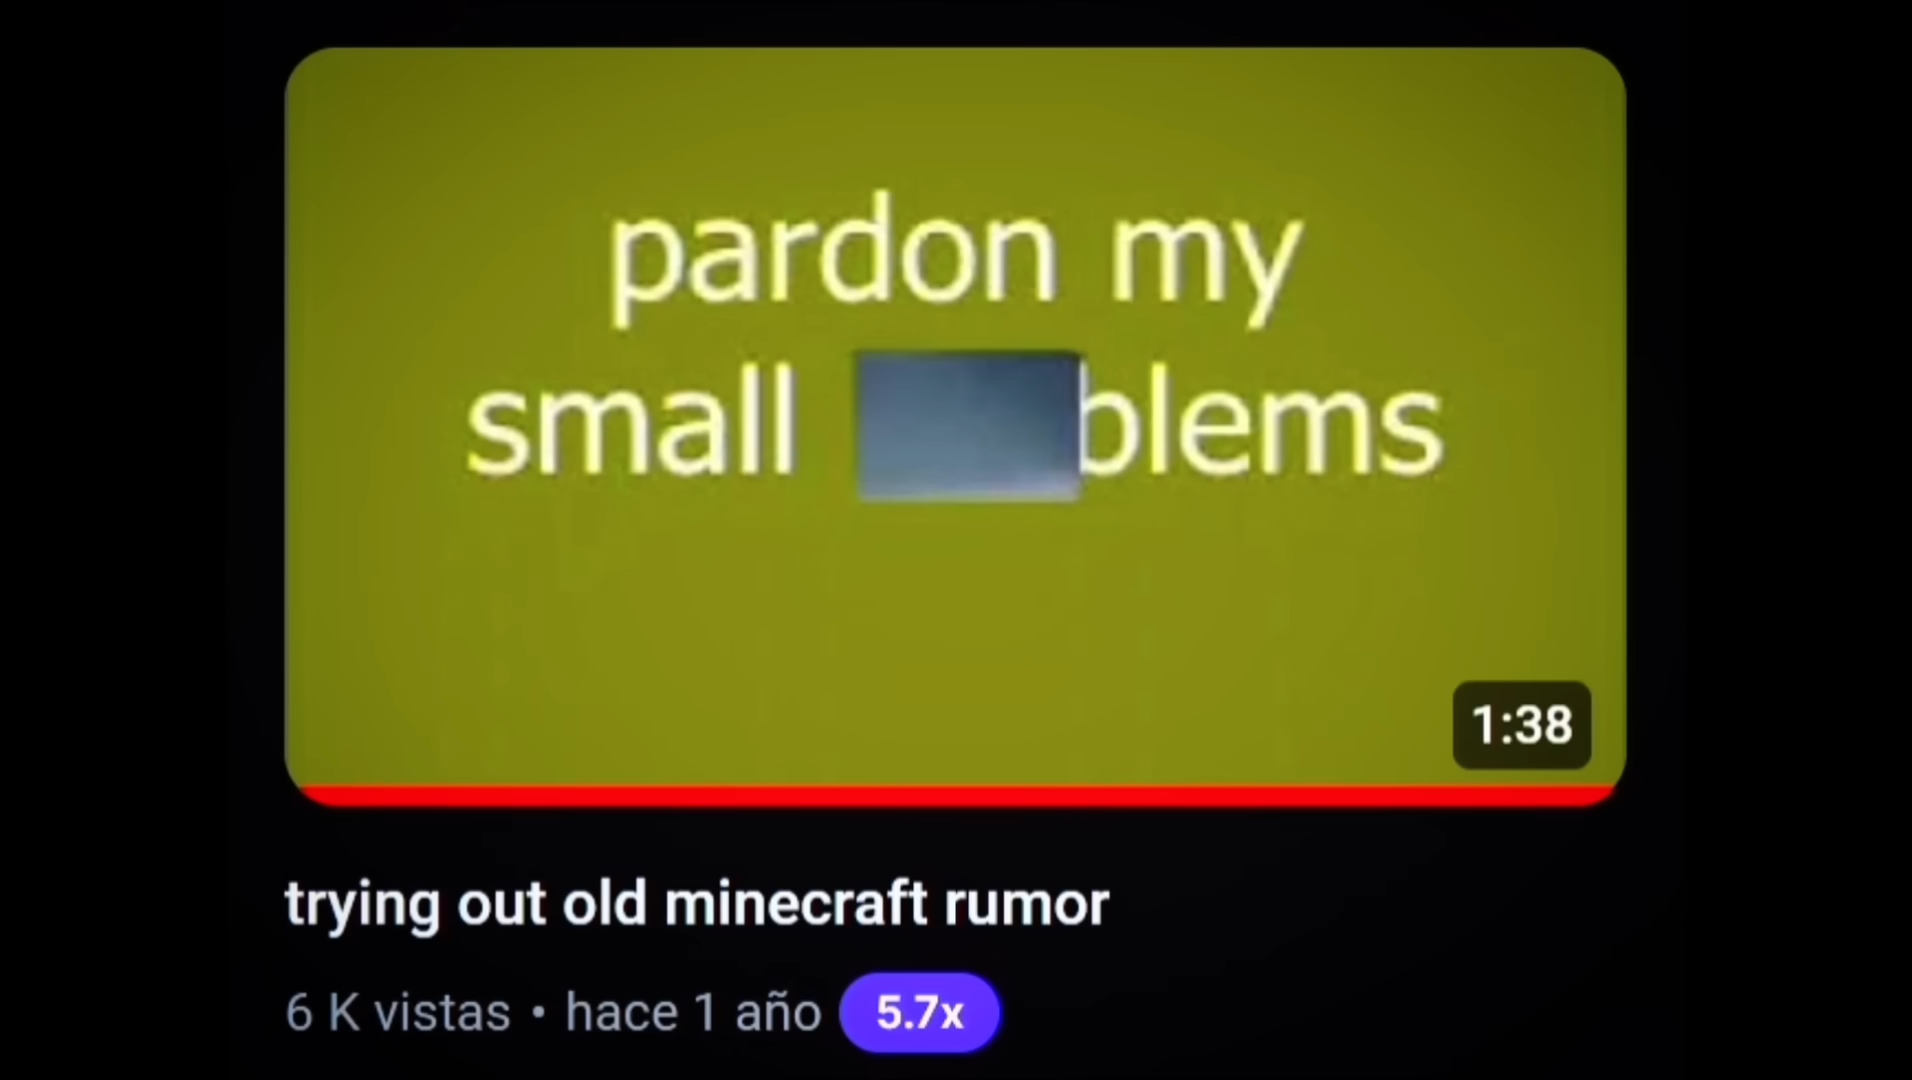 pardon my
small blems
1:38
trying out old minecraft rumor
6 K vistas • hace 1 año 5.7x